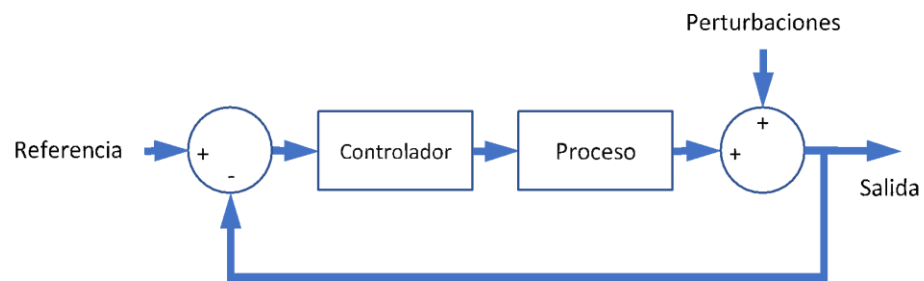 Perturbaciones
+
Referencia
+
-
Controlador
Proceso
+
Salida